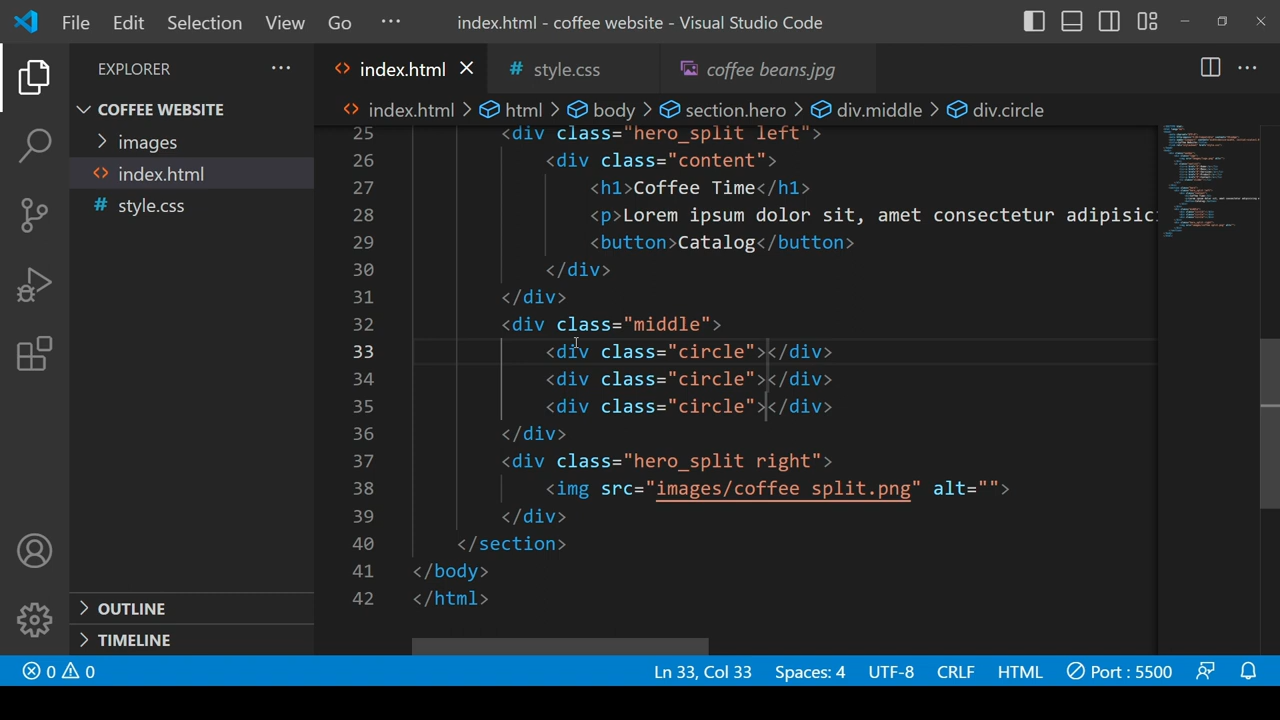 File Edit Selection View Go ··· index.html - coffee website - Visual Studio Code
EXPLORER ···
index.html
style.css
coffee beans.jpg
COFFEE WEBSITE
index.html > html > body > section.hero > div.middle > div.circle
images
index.html
style.css
25 <div class="hero_split left">
26 <div class="content">
27 <h1>Coffee Time</h1>
28 <p>Lorem ipsum dolor sit, amet consectetur adipisic
29 <button>Catalog</button>
30 </div>
31 </div>
32 <div class="middle">
33 <div class="circle"></div>
34 <div class="circle"></div>
35 <div class="circle"></div>
36 </div>
37 <div class="hero_split right">
38 <img src="images/coffee split.png" alt="">
39 </div>
40 </section>
41 </body>
42 </html>
OUTLINE
TIMELINE
0 0 Ln 33, Col 33 Spaces: 4 UTF-8 CRLF HTML Port : 5500